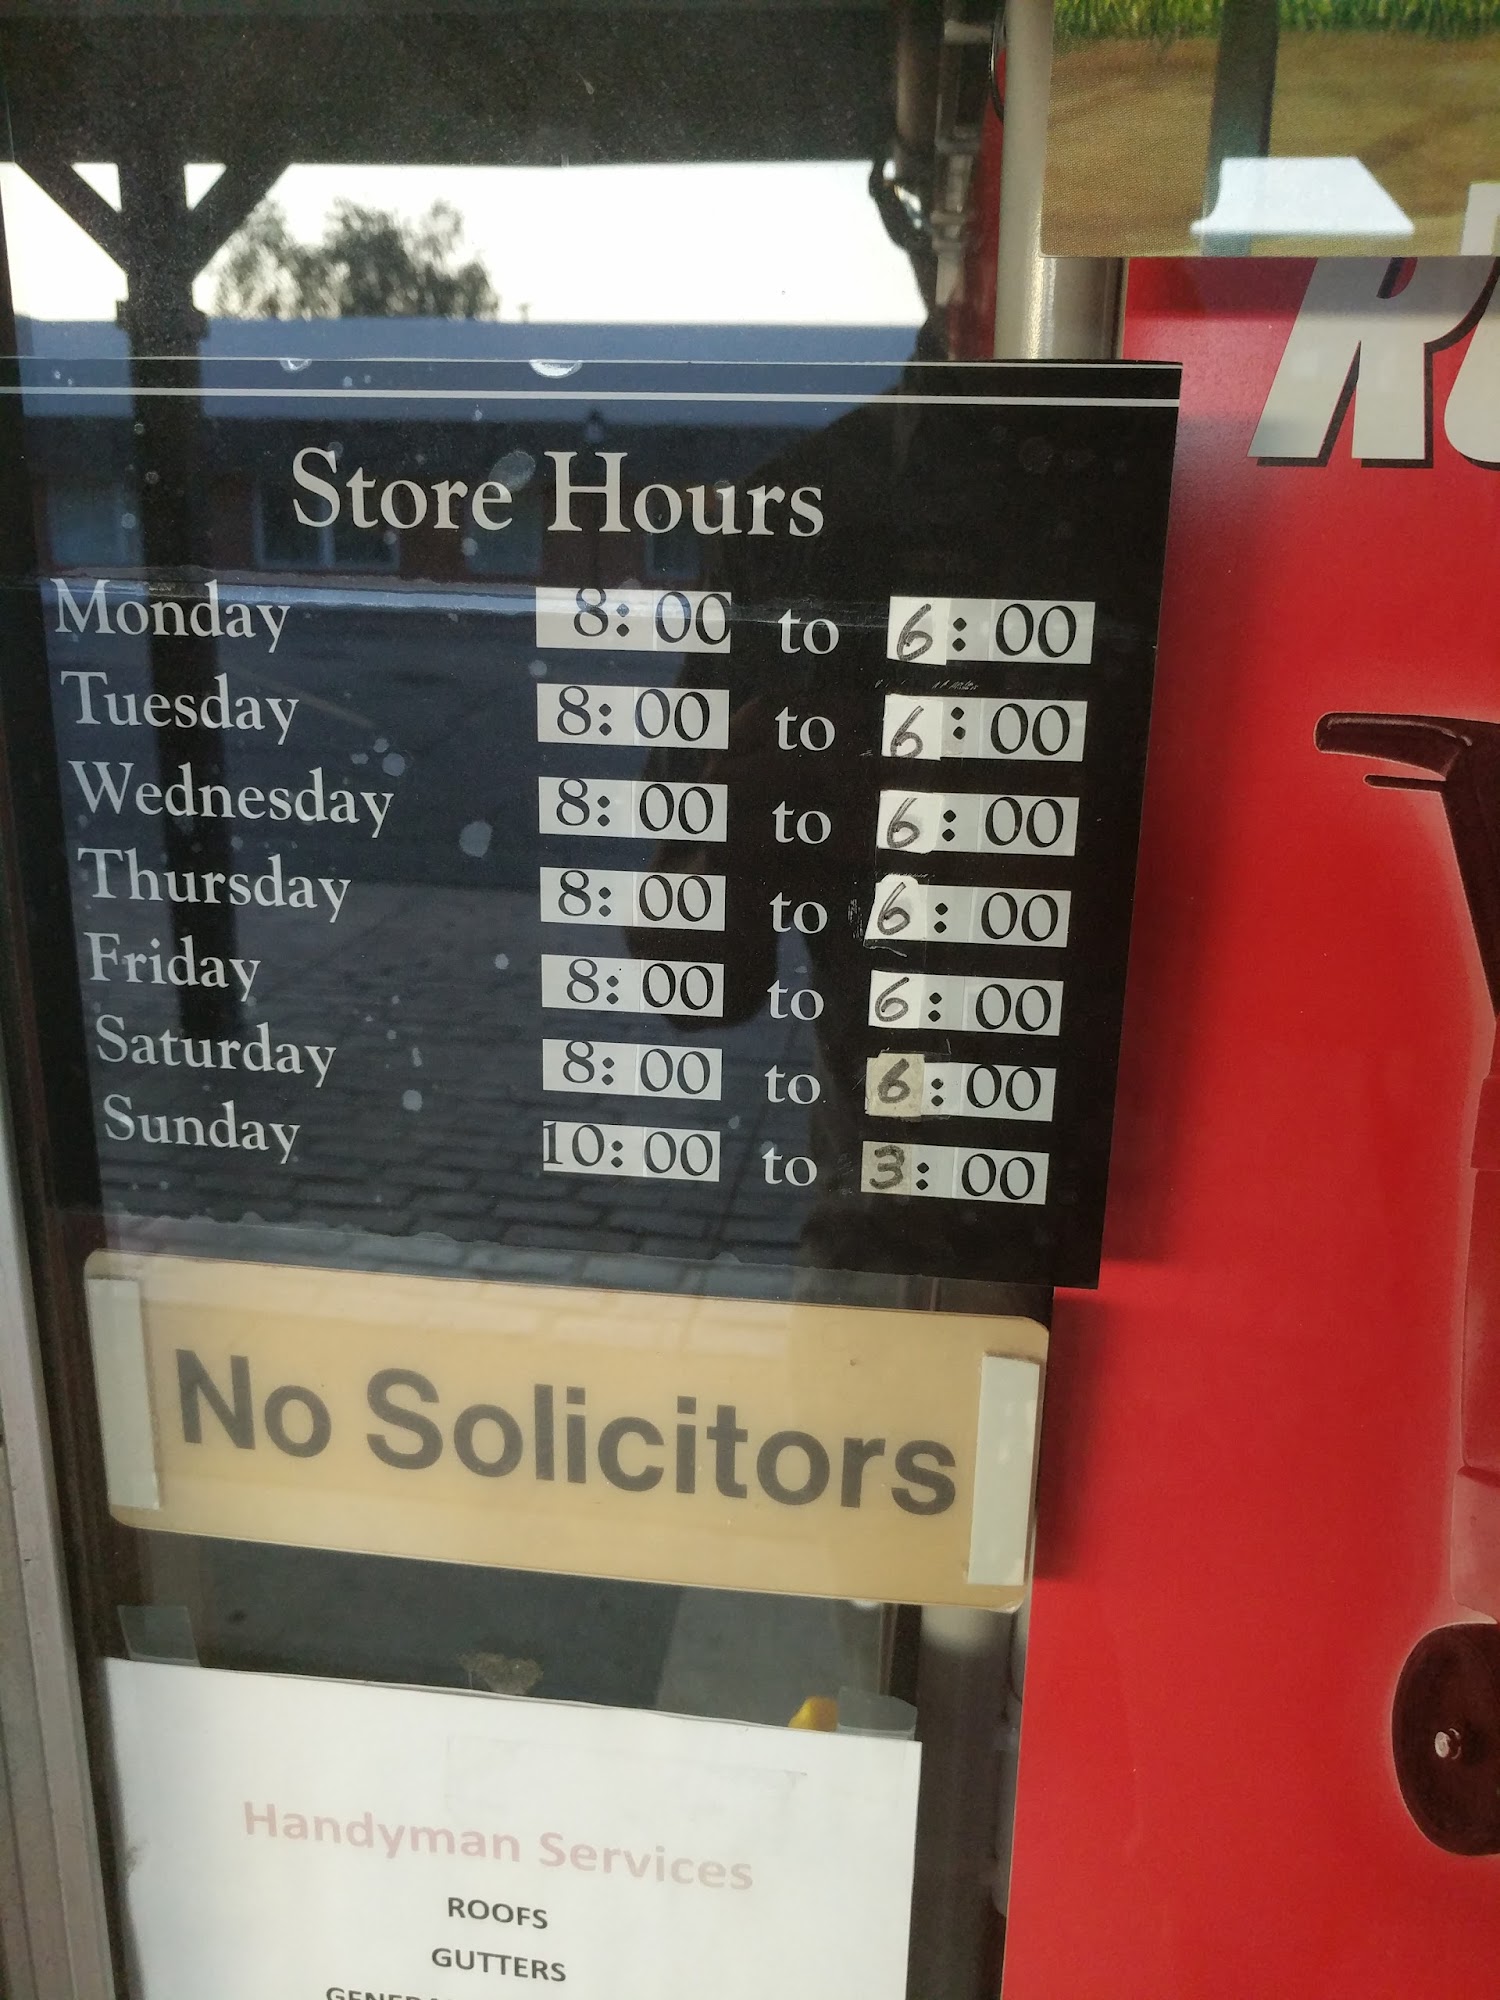 Store Hours
Monday 8:00 to 6:00
Tuesday 8:00 to 6:00
Wednesday 8:00 to 6:00
Thursday 8:00 to 6:00
Friday 8:00 to 6:00
Saturday 8:00 to 6:00
Sunday 10:00 to 3:00
No Solicitors
Handyman Services
ROOFS
GUTTERS